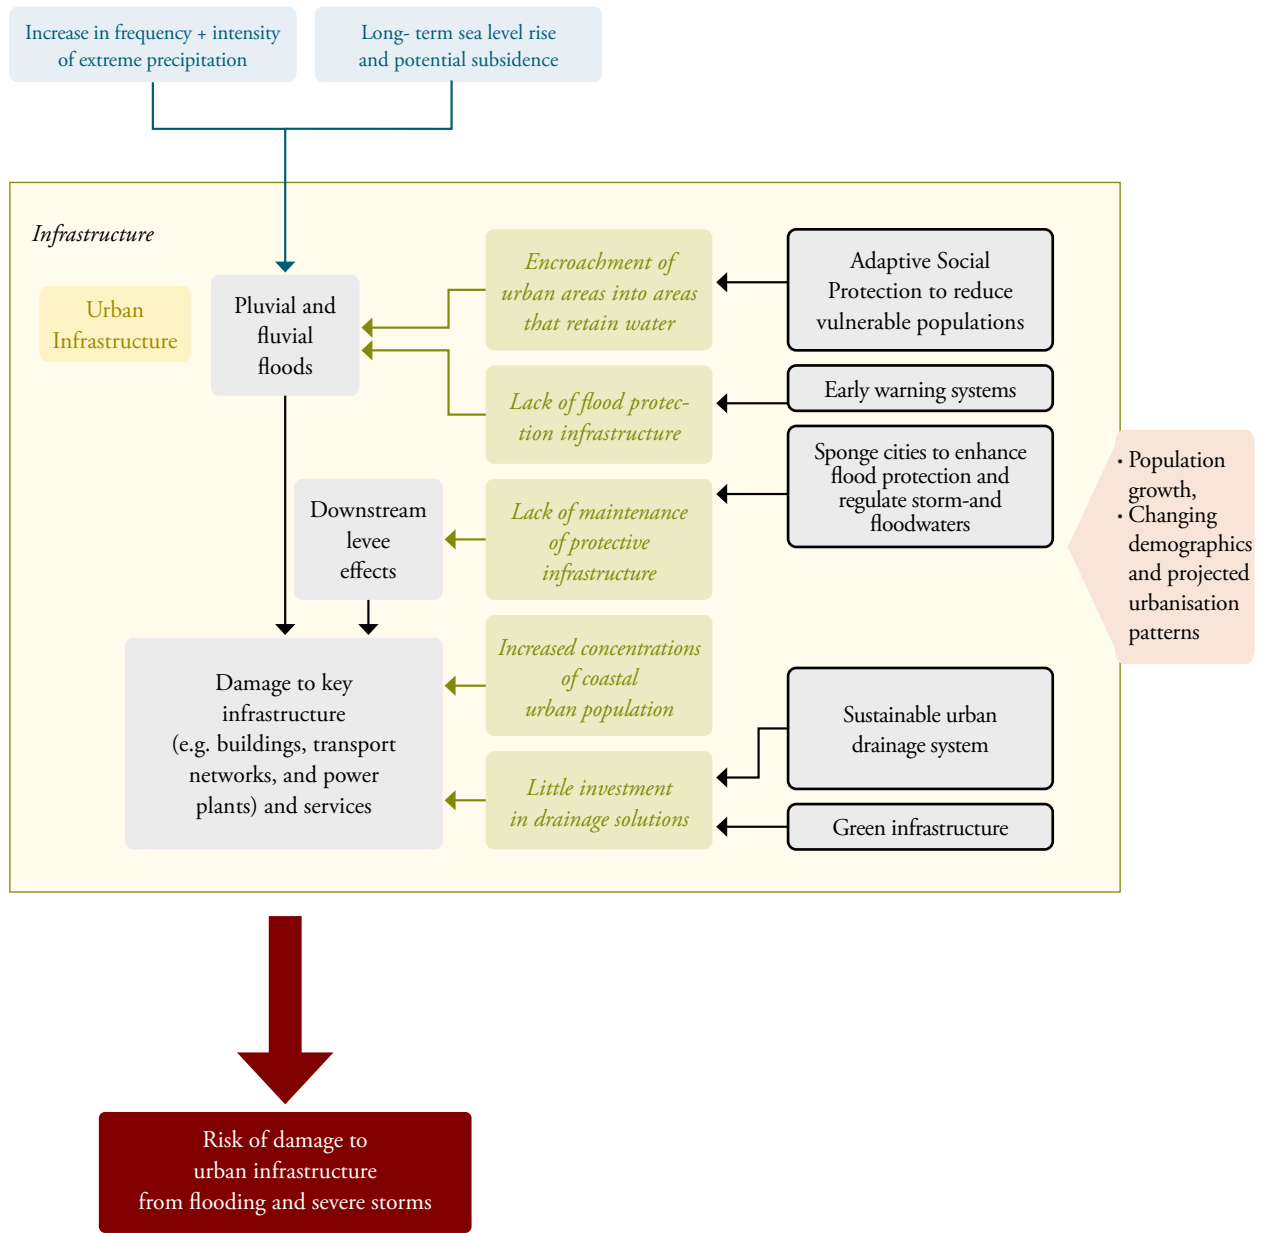 Increase in frequency + intensity
of extreme precipitation
Long- term sea level rise
and potential subsidence
Infrastructure
Urban
Infrastructure
Pluvial and
fluvial
floods
Encroachment of
urban areas into areas
that retain water
Adaptive Social
Protection to reduce
vulnerable populations
Lack of flood protec-
tion infrastructure
Early warning systems
Sponge cities to enhance
flood protection and
regulate storm-and
floodwaters
Downstream
levee
effects
Lack of maintenance
of protective
infrastructure
• Population
growth,
• Changing
demographics
and projected
urbanisation
patterns
Damage to key
infrastructure
(e.g. buildings, transport
networks, and power
plants) and services
Increased concentrations
of coastal
urban population
Sustainable urban
drainage system
Little investment
in drainage solutions
Green infrastructure
Risk of damage to
urban infrastructure
from flooding and severe storms